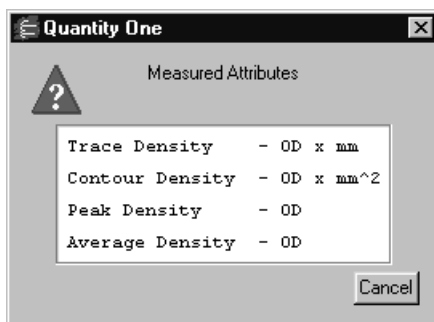 Quantity One
Measured Attributes
?
Trace Density - OD x mm
Contour Density - OD x mm^2
Peak Density - OD
Average Density - OD
Cancel